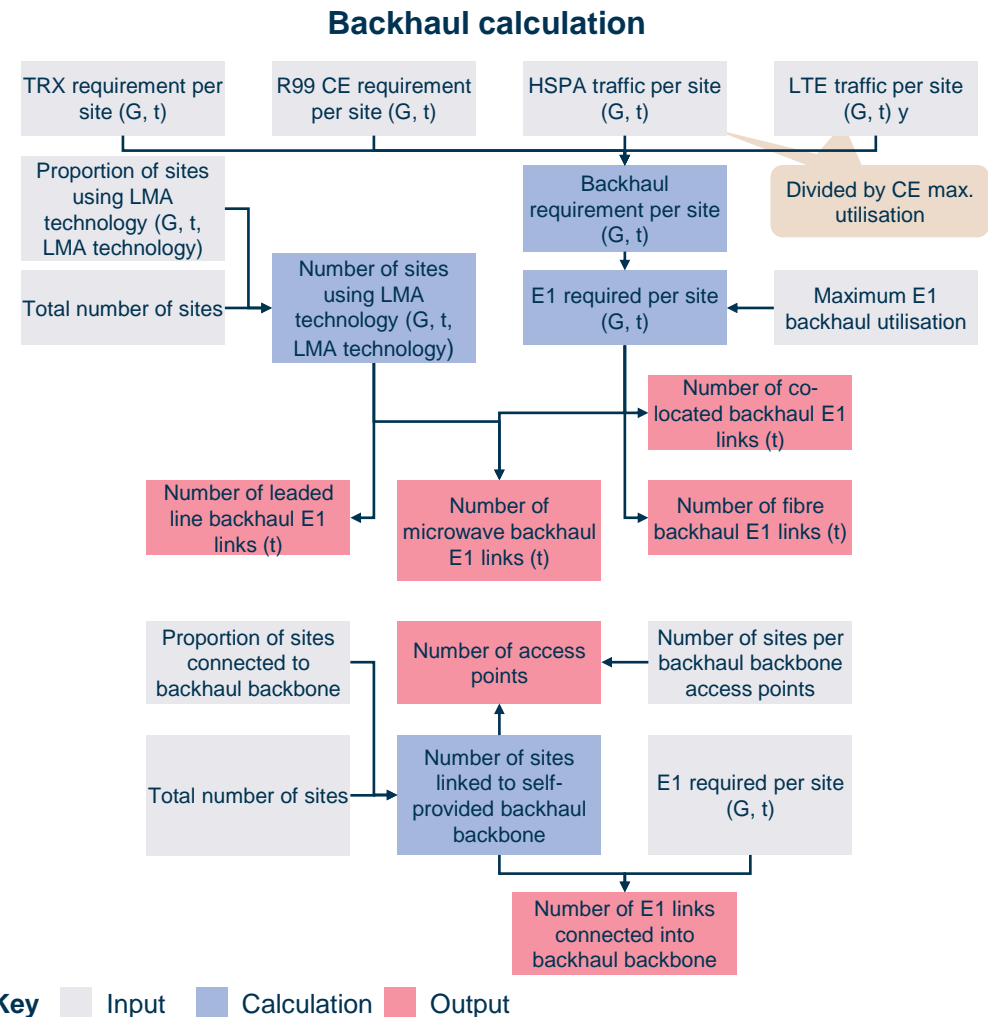 Backhaul calculation
TRX requirement per
site (G, t)
R99 CE requirement
per site (G, t)
HSPA traffic per site
(G, t)
LTE traffic per site
(G, t) y
Proportion of sites
using LMA
technology (G, t,
LMA technology)
Backhaul
requirement per site
(G, t)
Divided by CE max.
utilisation
Total number of sites
Number of sites
using LMA
technology (G, t,
LMA technology)
E1 required per site
(G, t)
Maximum E1
backhaul utilisation
Number of co-
located backhaul E1
links (t)
Number of leaded
line backhaul E1
links (t)
Number of
microwave backhaul
E1 links (t)
Number of fibre
backhaul E1 links (t)
Proportion of sites
connected to
backhaul backbone
Number of access
points
Number of sites per
backhaul backbone
access points
Total number of sites
Number of sites
linked to self-
provided backhaul
backbone
E1 required per site
(G, t)
Number of E1 links
connected into
backhaul backbone
Key Input Calculation Output